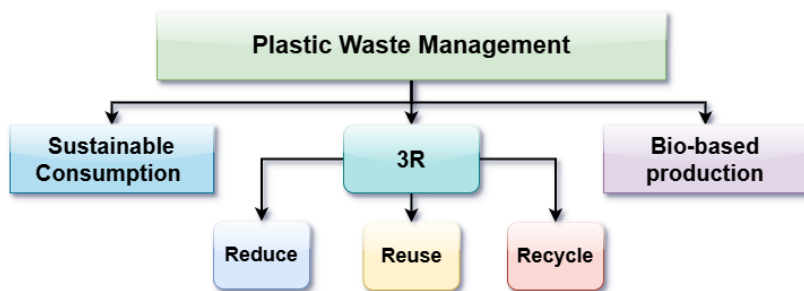 Plastic Waste Management
Sustainable
Consumption
3R
Bio-based
production
Reduce
Reuse
Recycle